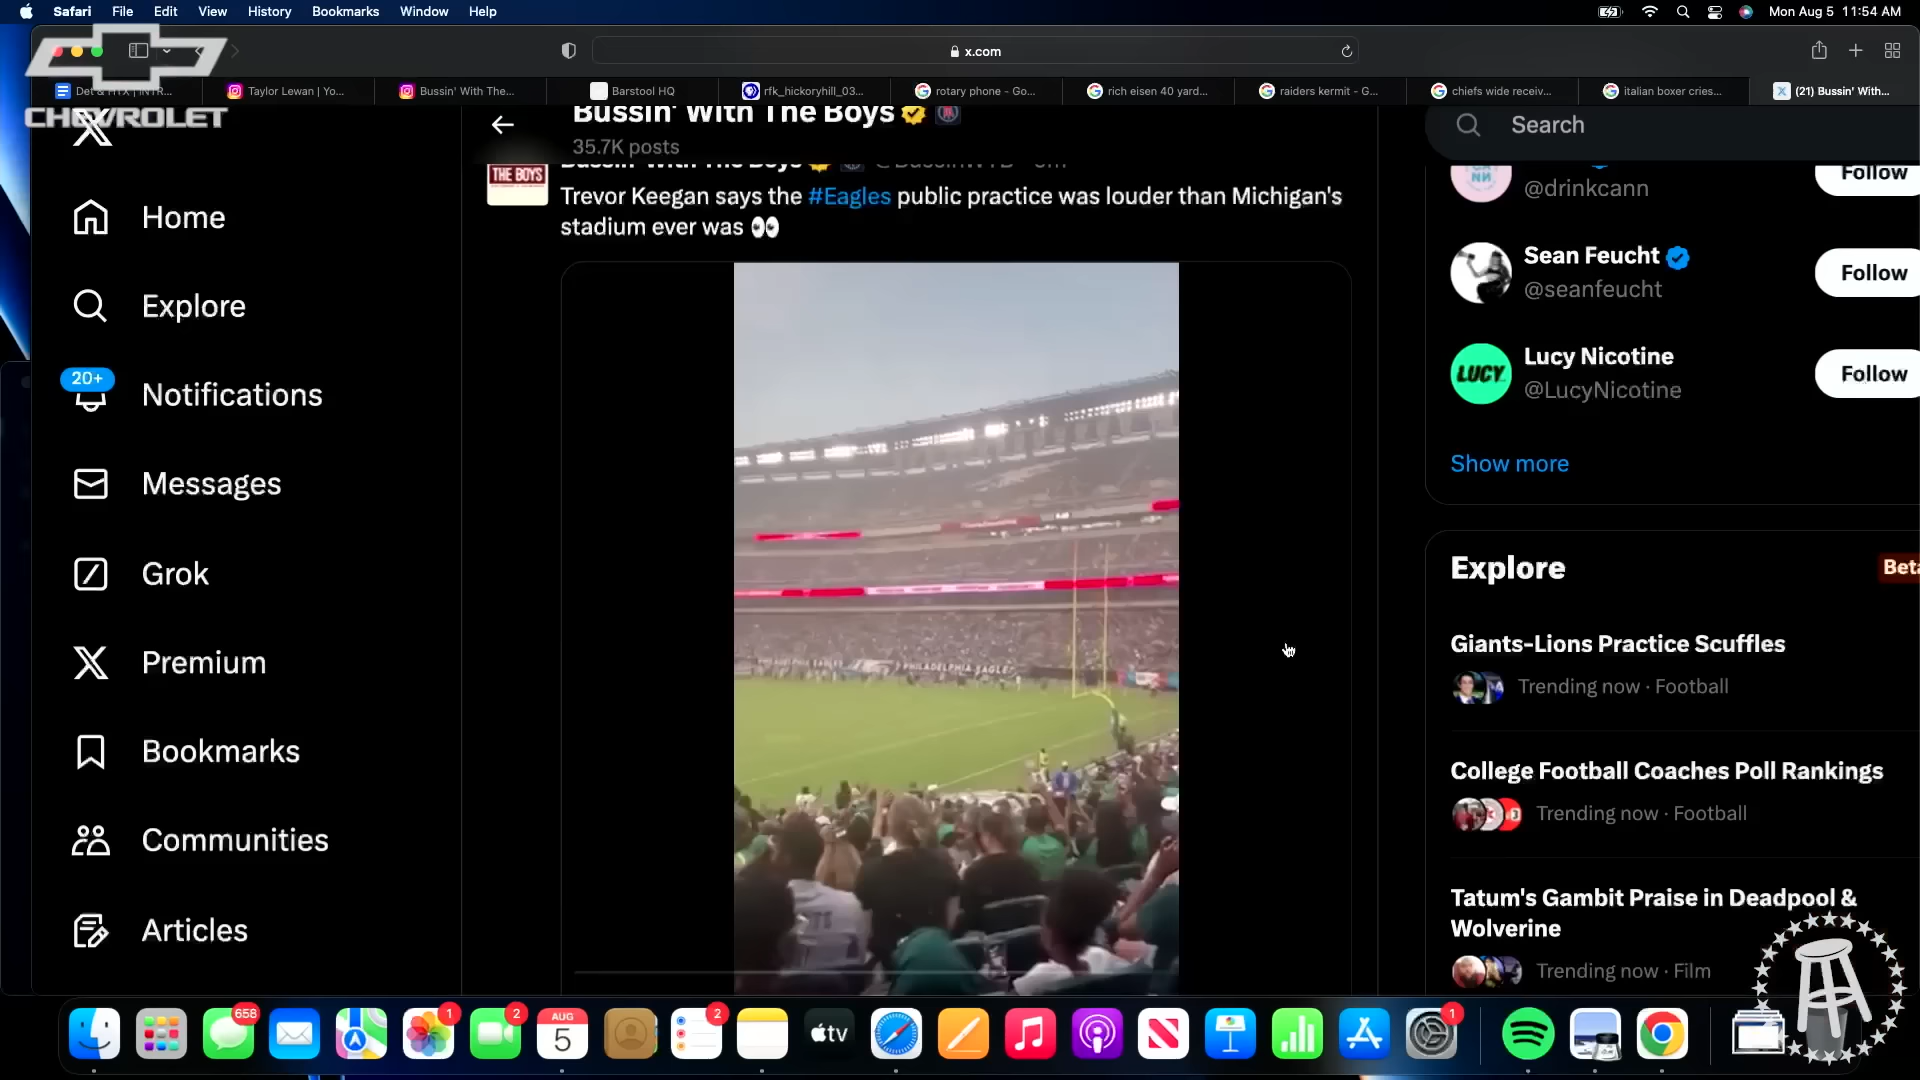 Safari File Edit View History Bookmarks Window Help
Mon Aug 5 11:54 AM
x.com
CHEVROLET
Taylor Lewan | Yo...
Bussin' With The...
Barstool HQ
rfk_hickoryhill_03...
rotary phone - Go...
rich eisen 40 yard...
raiders kermit - G...
chiefs wide receiv...
italian boxer cries...
(21) Bussin' With...
Bussin' With The Boys
35.7K posts
THE BOYS
Trevor Keegan says the #Eagles public practice was louder than Michigan's
stadium ever was 👀
PHILADELPHIA EAGLES
Home
Explore
20+
Notifications
Messages
Grok
Premium
Bookmarks
Communities
Articles
Search
@drinkcann
Follow
Sean Feucht
@seanfeucht
Follow
LUCY
Lucy Nicotine
@LucyNicotine
Follow
Show more
Explore
Beta
Giants-Lions Practice Scuffles
Trending now · Football
College Football Coaches Poll Rankings
Trending now · Football
Tatum's Gambit Praise in Deadpool &
Wolverine
Trending now · Film
658
1
2
AUG
5
2
tv
1